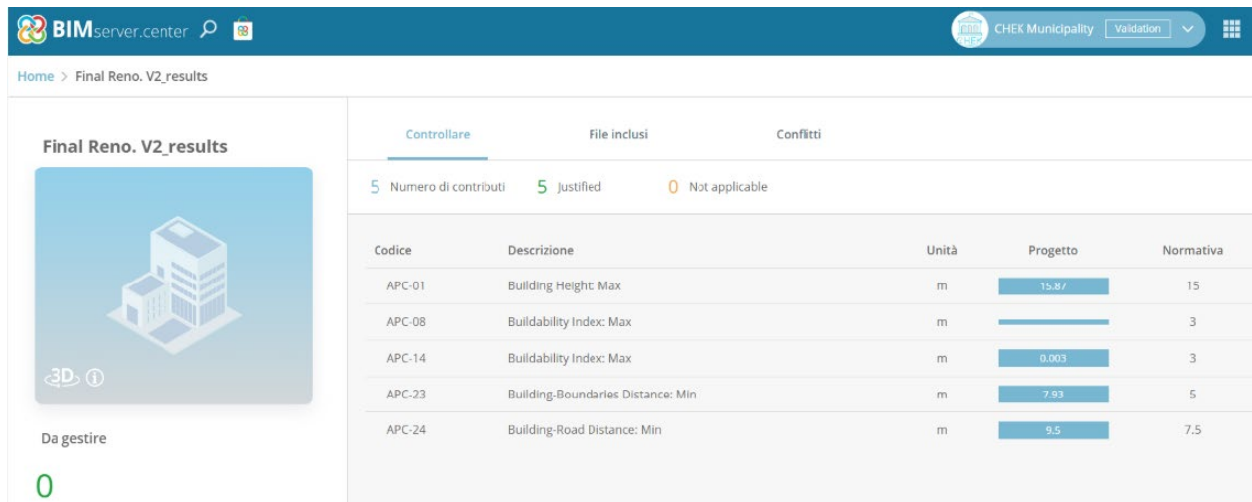 BIMserver.center
CHEK Municipality Validation
CHEK
Home > Final Reno. V2_results
Final Reno. V2_results
3D
Da gestire
0
Controllare File inclusi Conflitti
5 Numero di contributi 5 Justified 0 Not applicable
Codice Descrizione Unità Progetto Normativa
APC-01 Building Height: Max m 15.87 15
APC-08 Buildability Index: Max m 3
APC-14 Buildability Index: Max m 0.003 3
APC-23 Building-Boundaries Distance: Min m 7.93 5
APC-24 Building-Road Distance: Min m 9.5 7.5